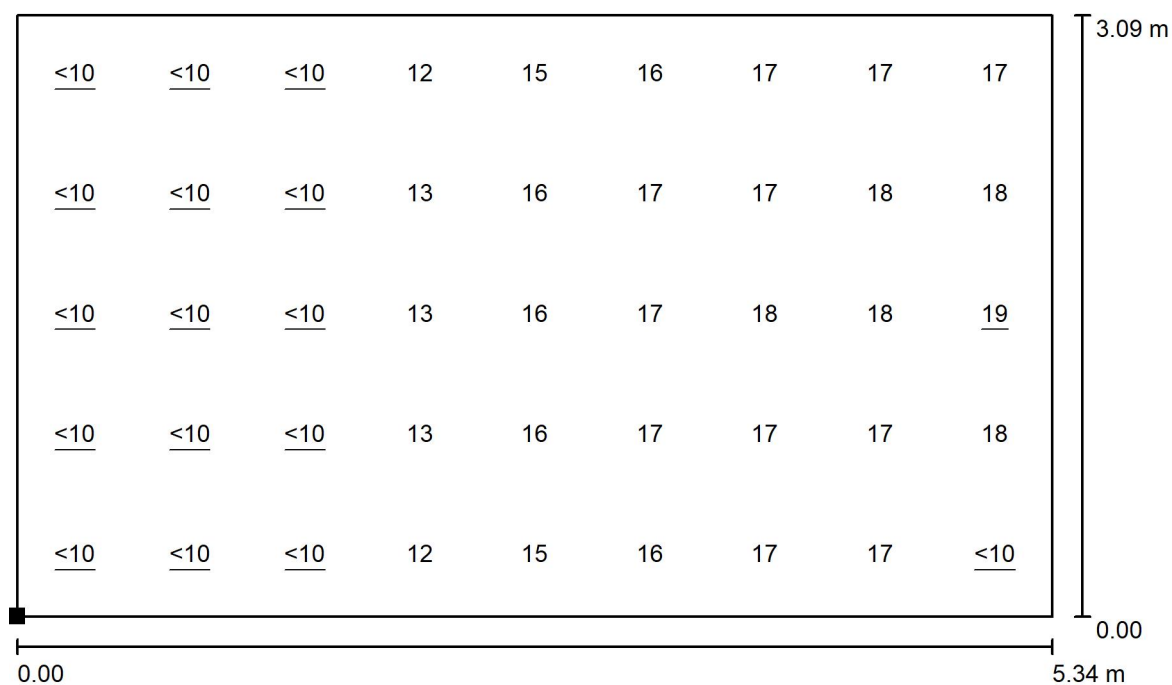 3.09 m
<10 <10 <10 12 15 16 17 17 17
<10 <10 <10 13 16 17 17 18 18
<10 <10 <10 13 16 17 18 18 19
<10 <10 <10 13 16 17 17 17 18
<10 <10 <10 12 15 16 17 17 <10
0.00
0.00 5.34 m